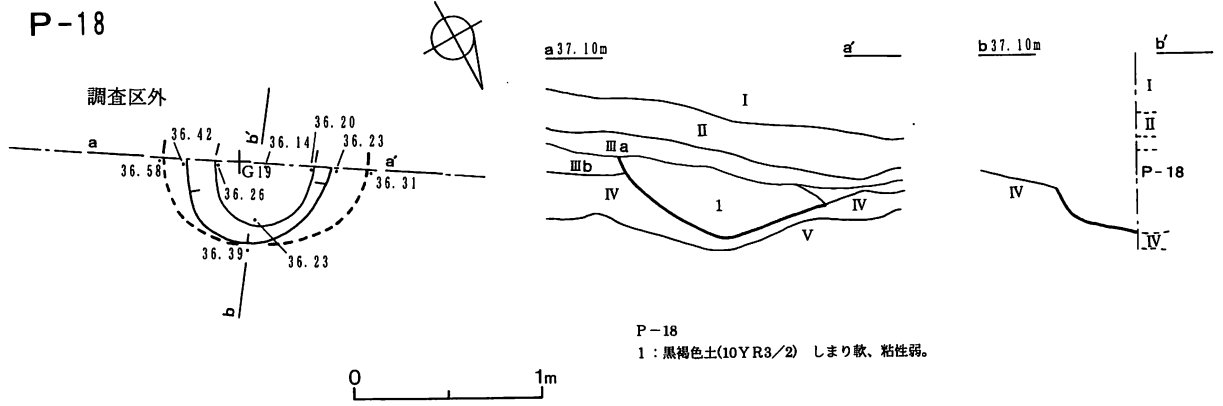 P-18
調査区外
a
36.58
36.42
b'
36.14
36.20
36.23
a'
36.31
G19
36.26
36.39
36.23
b
0
1m
a 37.10m
a'
I
II
IIIa
IIIb
IV
1
IV
V
b 37.10m
b'
I
II
P-18
IV
IV
P-18
1：黒褐色土(10YR3/2) しまり軟、粘性弱。